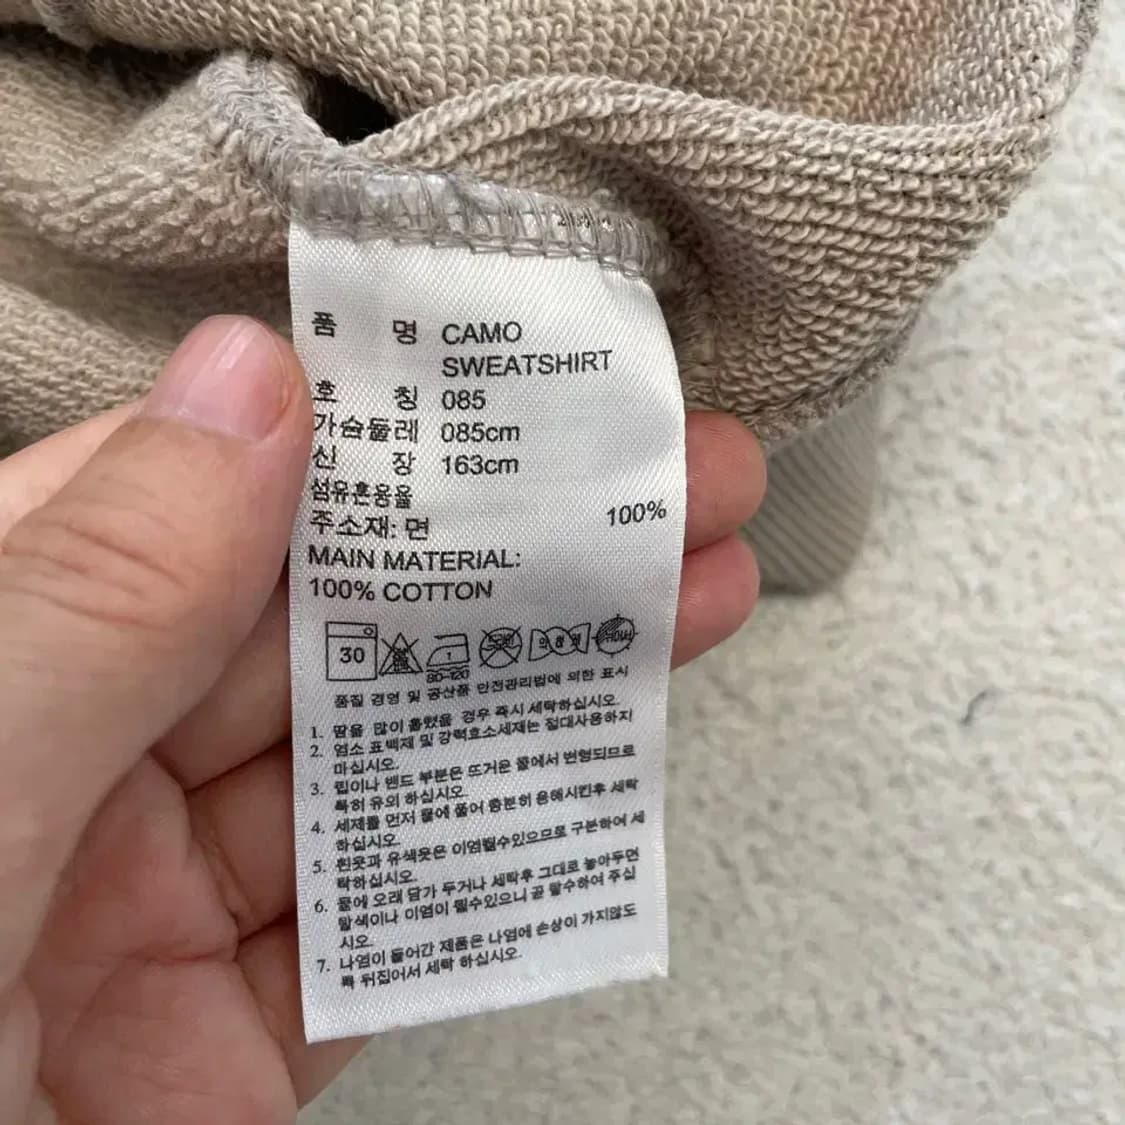 품 명 CAMO
SWEATSHIRT
호 칭 085
가슴둘레 085cm
신 장 163cm
섬유혼용율
주소재: 면 100%
MAIN MATERIAL:
100% COTTON
30
80~120
품질 경영 및 공산품 안전관리법에 의한 표시
1. 땀을 많이 흘렸을 경우 즉시 세탁하십시오.
2. 염소 표백제 및 강력효소세재는 절대사용하지
마십시오.
3. 립이나 밴드 부분은 뜨거운 물에서 변형되므로
특히 유의 하십시오.
4. 세제를 먼저 물에 풀어 충분히 용해시킨후 세탁
하십시오.
5. 흰옷과 유색옷은 이염될수있으므로 구분하여 세
탁하십시오.
6. 물에 오래 담가 두거나 세탁후 그대로 놓아두면
탈색이나 이염이 될수있으니 곧 탈수하여 주십
시오.
7. 나염이 들어간 제품은 나염에 손상이 가지않도
록 뒤집어서 세탁 하십시오.